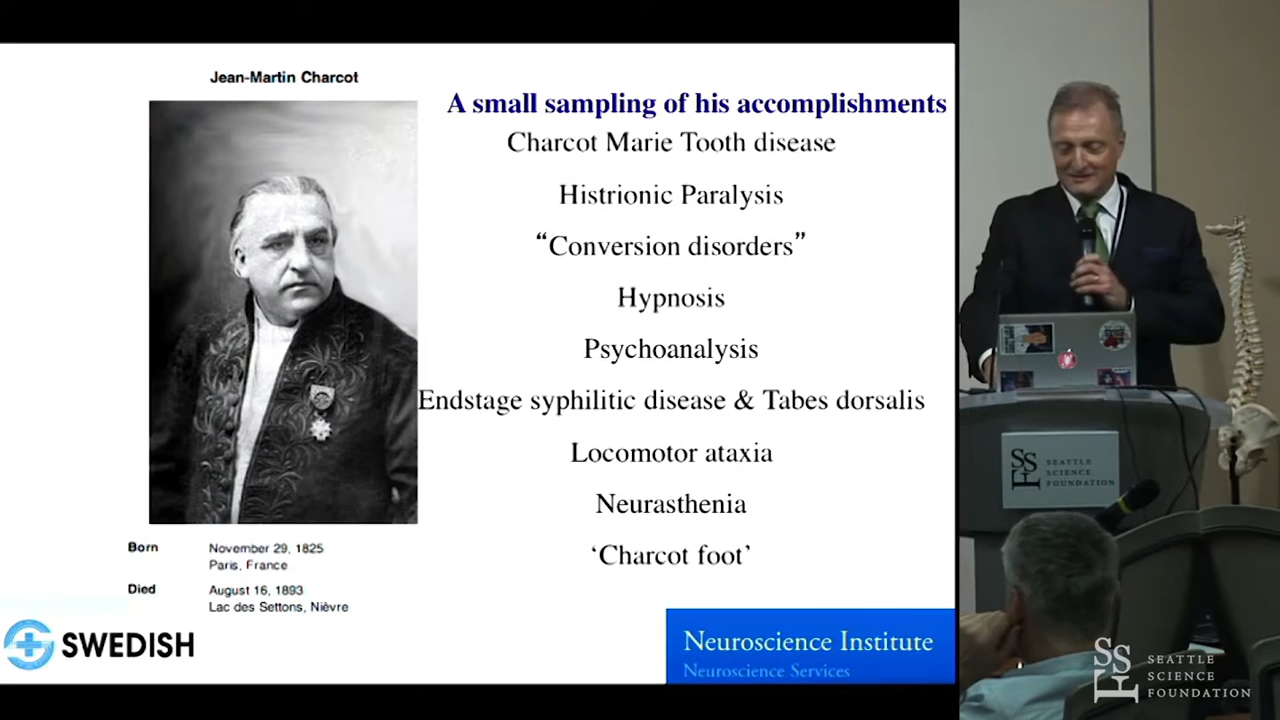 Jean-Martin Charcot
A small sampling of his accomplishments
Charcot Marie Tooth disease
Histrionic Paralysis
“Conversion disorders”
Hypnosis
Psychoanalysis
Endstage syphilitic disease & Tabes dorsalis
Locomotor ataxia
Neurasthenia
‘Charcot foot’
Born November 29, 1825
Paris, France
Died August 16, 1893
Lac des Settons, Nièvre
SWEDISH
Neuroscience Institute
Neuroscience Services
SSF
SEATTLE
SCIENCE
FOUNDATION
SSF
SEATTLE
SCIENCE
FOUNDATION